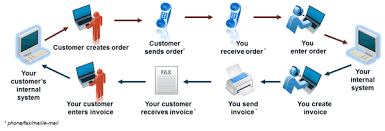 Customer creates order
Customer
sends order*
You
receive order*
You
enter order
Your
customer's
internal
system
Your
internal
system
FAX
Your customer
enters invoice
Your customer
receives invoice*
You send
invoice*
You create
invoice
* phone/fax/mail/e-mail